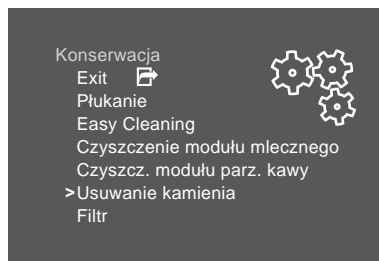 Konserwacja
Exit
Płukanie
Easy Cleaning
Czyszczenie modułu mlecznego
Czyszcz. modułu parz. kawy
>Usuwanie kamienia
Filtr